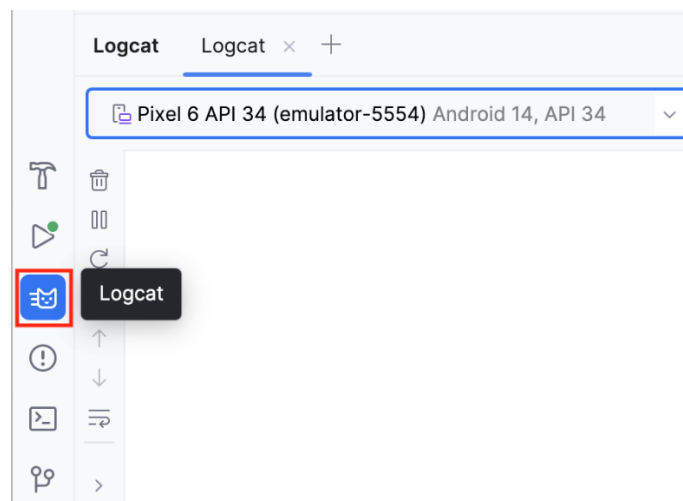 Logcat Logcat
Pixel 6 API 34 (emulator-5554) Android 14, API 34
Logcat